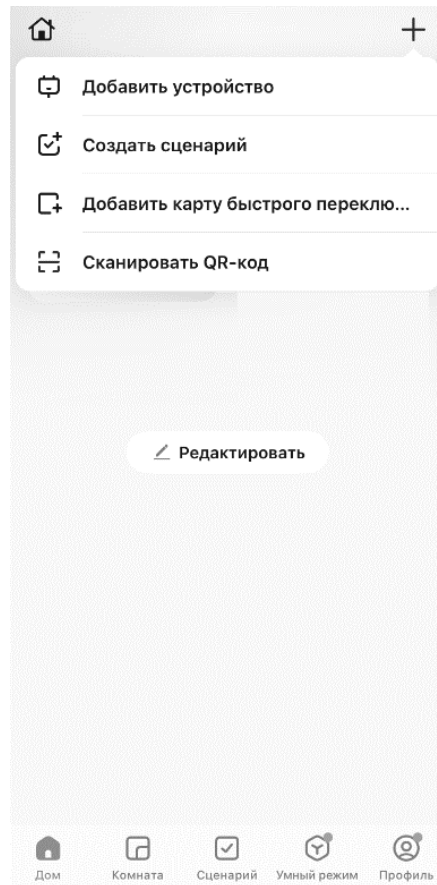 Добавить устройство
Создать сценарий
Добавить карту быстрого переклю...
Сканировать QR-код
Редактировать
Дом Комната Сценарий Умный режим Профиль